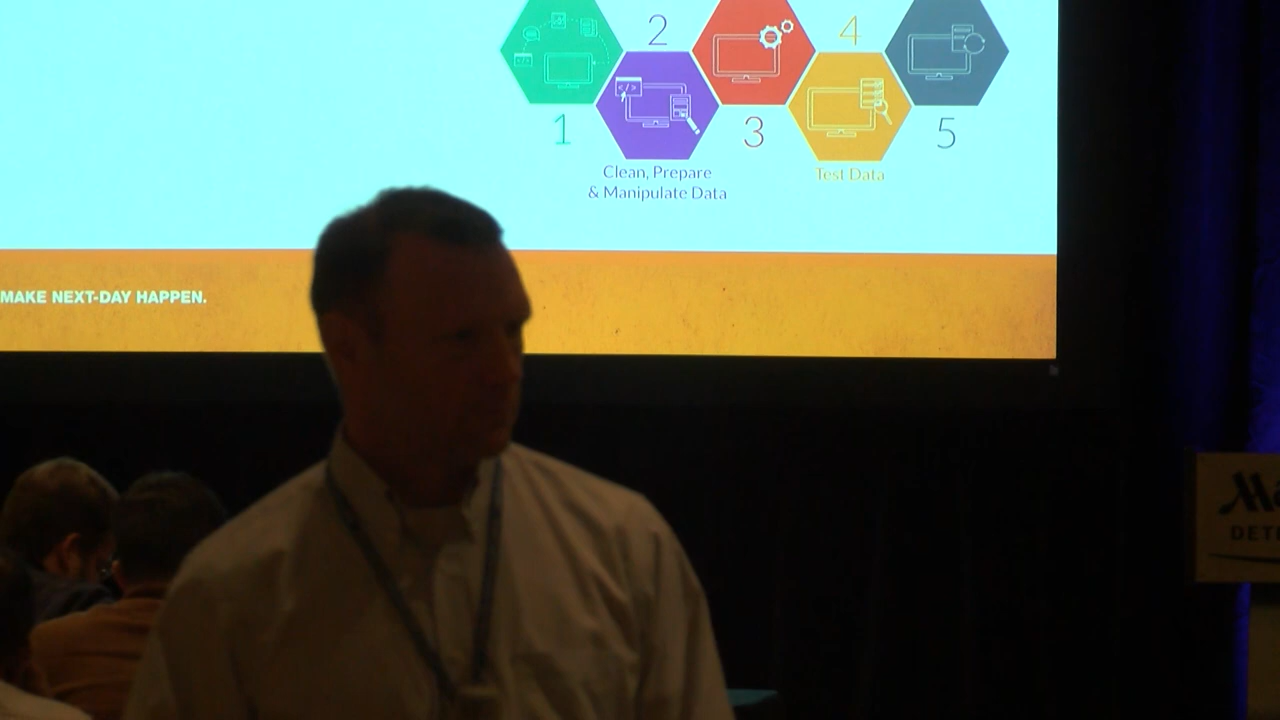 2
4
1
3
5
Clean, Prepare
& Manipulate Data
Test Data
MAKE NEXT-DAY HAPPEN.